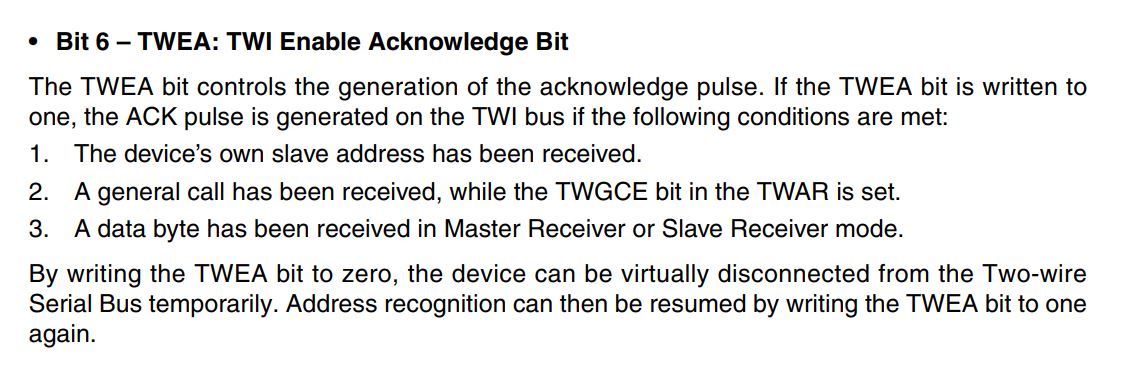 • Bit 6 – TWEA: TWI Enable Acknowledge Bit
The TWEA bit controls the generation of the acknowledge pulse. If the TWEA bit is written to
one, the ACK pulse is generated on the TWI bus if the following conditions are met:
1. The device's own slave address has been received.
2. A general call has been received, while the TWGCE bit in the TWAR is set.
3. A data byte has been received in Master Receiver or Slave Receiver mode.
By writing the TWEA bit to zero, the device can be virtually disconnected from the Two-wire
Serial Bus temporarily. Address recognition can then be resumed by writing the TWEA bit to one
again.